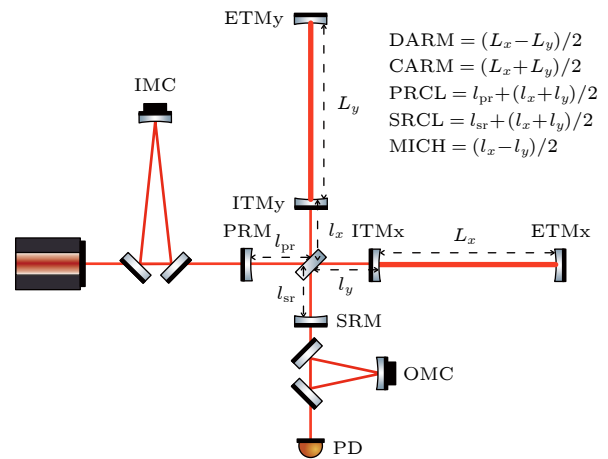 ETMy
DARM = (Lx−Ly)/2
CARM = (Lx+Ly)/2
PRCL = lpr+(lx+ly)/2
SRCL = lsr+(lx+ly)/2
MICH = (lx−ly)/2
IMC
Ly
ITMy
PRM
lpr
lx
ITMx
Lx
ETMx
lsr
ly
SRM
OMC
PD